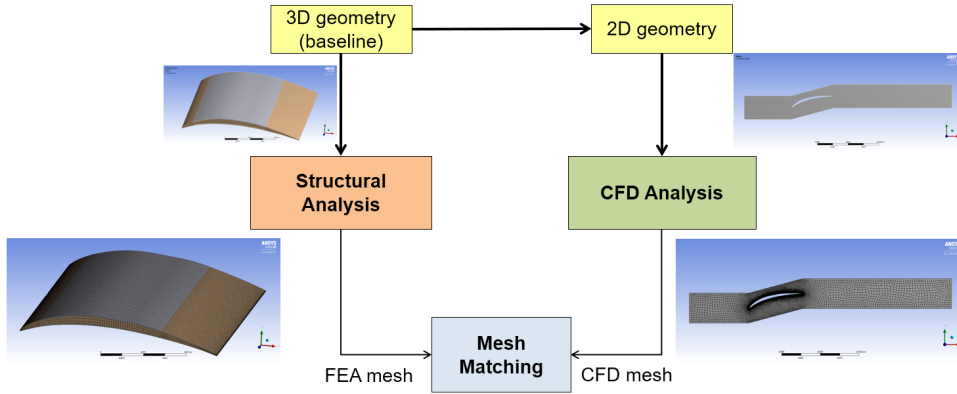 3D geometry
(baseline)
2D geometry
ANSYS
ANSYS
Structural
Analysis
CFD Analysis
ANSYS
ANSYS
Mesh
Matching
FEA mesh
CFD mesh